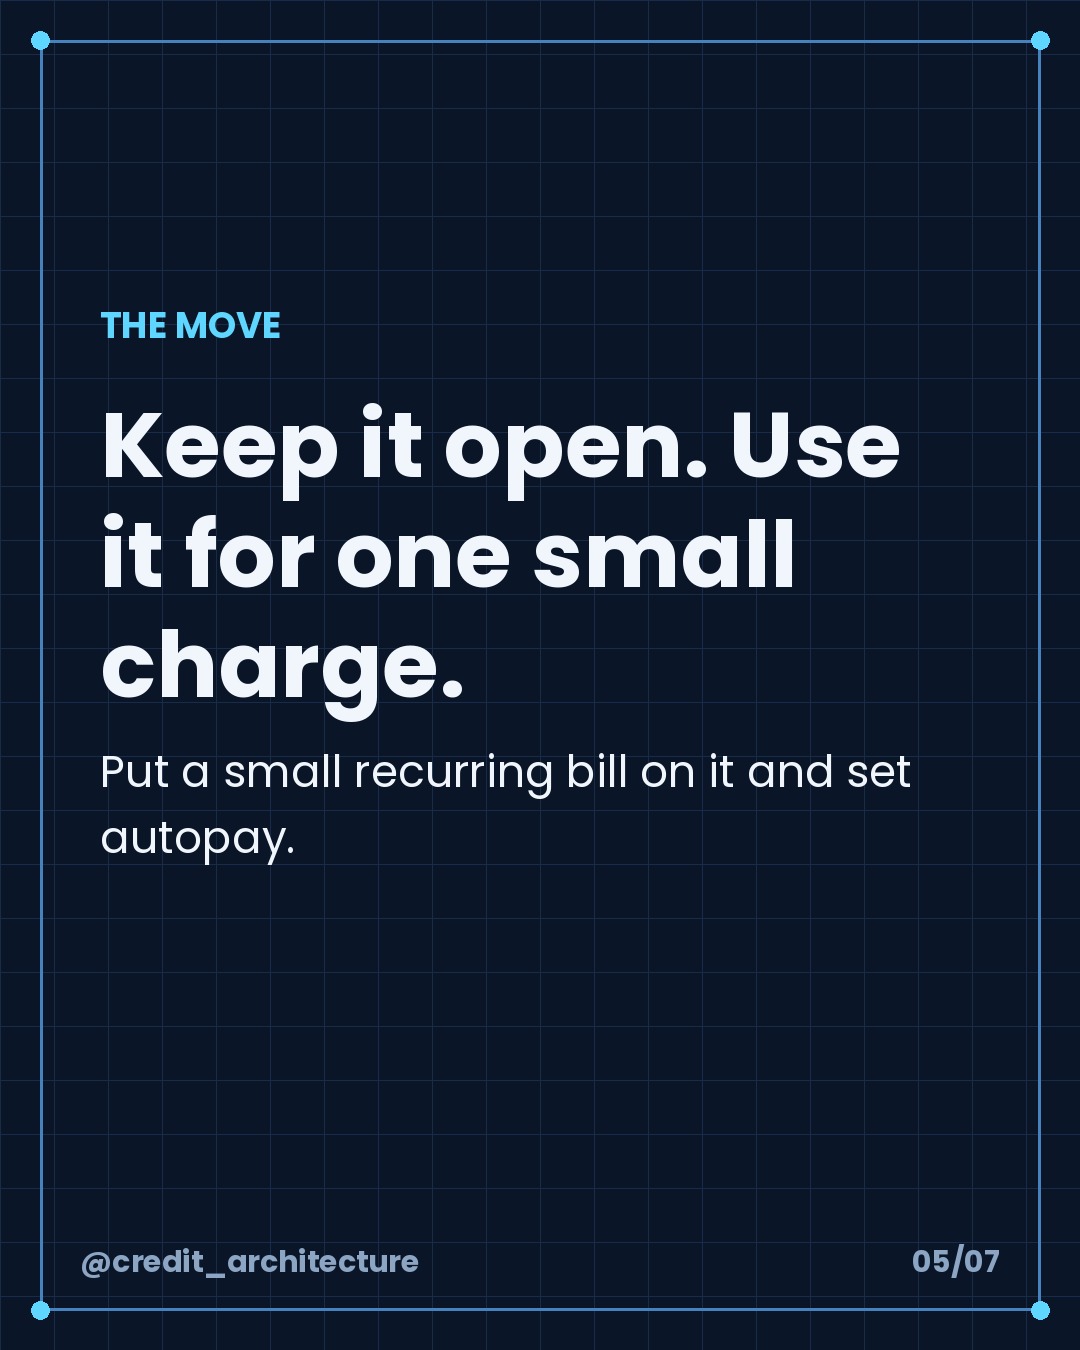 THE MOVE
Keep it open. Use
it for one small
charge.
Put a small recurring bill on it and set
autopay.
@credit_architecture
05/07